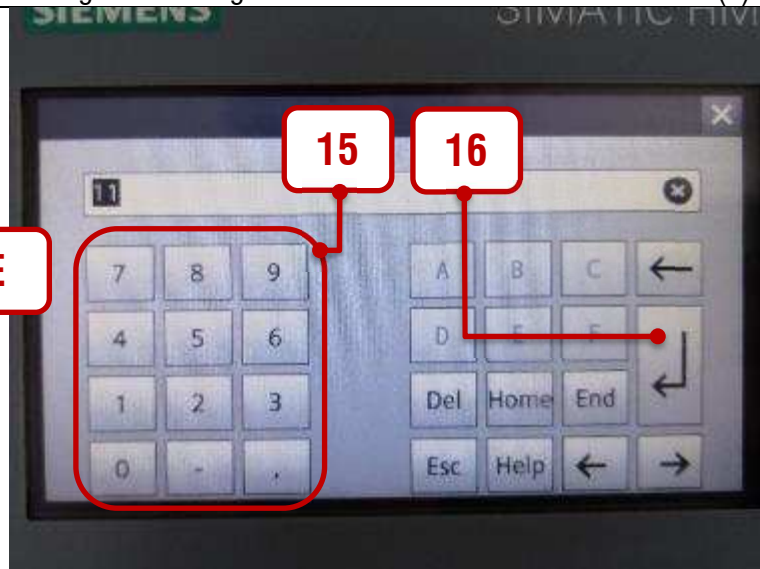 SIEMENS SIMATIC HMI
15 16
11
E
7 8 9 A B C ←
4 5 6 D E F ↵
1 2 3 Del Home End
0 - , Esc Help ← →